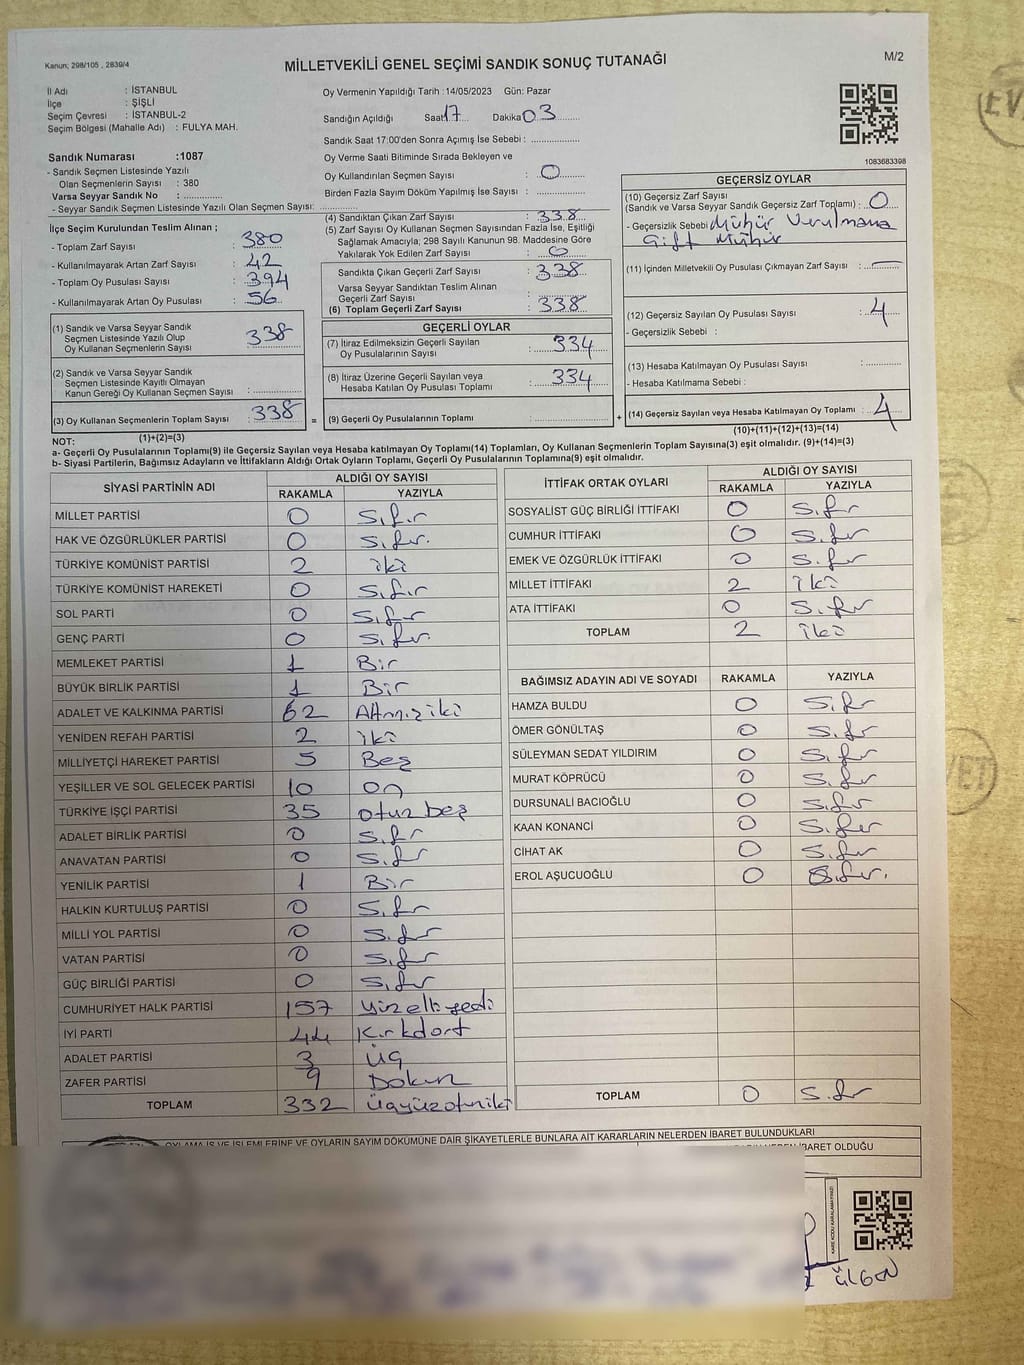 Kanun; 298/105 , 2839/4
MİLLETVEKİLİ GENEL SEÇİMİ SANDIK SONUÇ TUTANAĞI
M/2
İl Adı : İSTANBUL
İlçe : ŞİŞLİ
Seçim Çevresi : İSTANBUL-2
Seçim Bölgesi (Mahalle Adı) : FULYA MAH.
Sandık Numarası :1087
- Sandık Seçmen Listesinde Yazılı
Olan Seçmenlerin Sayısı : 380
Varsa Seyyar Sandık No : ................
- Seyyar Sandık Seçmen Listesinde Yazılı Olan Seçmen Sayısı: ................
Oy Vermenin Yapıldığı Tarih :14/05/2023 Gün: Pazar
Sandığın Açıldığı Saat 17 Dakika 03
Sandık Saat 17:00'den Sonra Açımış İse Sebebi : ................
Oy Verme Saati Bitiminde Sırada Bekleyen ve
Oy Kullandırılan Seçmen Sayısı : 0
Birden Fazla Sayım Döküm Yapılmış İse Sayısı : ................
1083683398
İlçe Seçim Kurulundan Teslim Alınan ;
- Toplam Zarf Sayısı : 380
- Kullanılmayarak Artan Zarf Sayısı : 42
- Toplam Oy Pusulası Sayısı : 394
- Kullanılmayarak Artan Oy Pusulası : 56
(4) Sandıktan Çıkan Zarf Sayısı : 338
(5) Zarf Sayısı Oy Kullanan Seçmen Sayısından Fazla İse, Eşitliği
Sağlamak Amacıyla; 298 Sayılı Kanunun 98. Maddesine Göre
Yakılarak Yok Edilen Zarf Sayısı : 0
Sandıkta Çıkan Geçerli Zarf Sayısı : 338
Varsa Seyyar Sandıktan Teslim Alınan
Geçerli Zarf Sayısı
(6) Toplam Geçerli Zarf Sayısı : 338
GEÇERSİZ OYLAR
(10) Geçersiz Zarf Sayısı
(Sandık ve Varsa Seyyar Sandık Geçersiz Zarf Toplamı) : 0
- Geçersizlik Sebebi Mühür Vurulmama
Çift Mühür
(11) İçinden Milletvekili Oy Pusulası Çıkmayan Zarf Sayısı : —
(12) Geçersiz Sayılan Oy Pusulası Sayısı : 4
- Geçersizlik Sebebi :
(13) Hesaba Katılmayan Oy Pusulası Sayısı : ................
- Hesaba Katılmama Sebebi :
(14) Geçersiz Sayılan veya Hesaba Katılmayan Oy Toplamı : 4
(10)+(11)+(12)+(13)=(14)
(1) Sandık ve Varsa Seyyar Sandık
Seçmen Listesinde Yazılı Olup
Oy Kullanan Seçmenlerin Sayısı : 338
(2) Sandık ve Varsa Seyyar Sandık
Seçmen Listesinde Kayıtlı Olmayan
Kanun Gereği Oy Kullanan Seçmen Sayısı : ................
(3) Oy Kullanan Seçmenlerin Toplam Sayısı : 338 =
(1)+(2)=(3)
GEÇERLİ OYLAR
(7) İtiraz Edilmeksizin Geçerli Sayılan
Oy Pusulalarının Sayısı : 334
(8) İtiraz Üzerine Geçerli Sayılan veya
Hesaba Katılan Oy Pusulası Toplamı : 334
(9) Geçerli Oy Pusulalarının Toplamı : ................ +
NOT:
a- Geçerli Oy Pusulasının Toplamı(9) ile Geçersiz Sayılan veya Hesaba katılmayan Oy Toplamı(14) Toplamları, Oy Kullanan Seçmenlerin Toplam Sayısına(3) eşit olmalıdır. (9)+(14)=(3)
b- Siyasi Partilerin, Bağımsız Adayların ve İttifakların Aldığı Ortak Oyların Toplamı, Geçerli Oy Pusulalarının Toplamına(9) eşit olmalıdır.
SİYASİ PARTİNİN ADI ALDIĞI OY SAYISI
RAKAMLA YAZIYLA
MİLLET PARTİSİ 0 Sıfır
HAK VE ÖZGÜRLÜKLER PARTİSİ 0 Sıfır.
TÜRKİYE KOMÜNİST PARTİSİ 2 iki
TÜRKİYE KOMÜNİST HAREKETİ 0 Sıfır
SOL PARTİ 0 Sıfır
GENÇ PARTİ 0 Sıfır
MEMLEKET PARTİSİ 1 Bir
BÜYÜK BİRLİK PARTİSİ 1 Bir
ADALET VE KALKINMA PARTİSİ 62 Altmışiki
YENİDEN REFAH PARTİSİ 2 iki
MİLLİYETÇİ HAREKET PARTİSİ 5 Beş
YEŞİLLER VE SOL GELECEK PARTİSİ 10 On
TÜRKİYE İŞÇİ PARTİSİ 35 otuzbeş
ADALET BİRLİK PARTİSİ 0 Sıfır
ANAVATAN PARTİSİ 0 Sıfır
YENİLİK PARTİSİ 1 Bir
HALKIN KURTULUŞ PARTİSİ 0 Sıfır
MİLLİ YOL PARTİSİ 0 Sıfır
VATAN PARTİSİ 0 Sıfır
GÜÇ BİRLİĞİ PARTİSİ 0 Sıfır
CUMHURİYET HALK PARTİSİ 157 Yüzelliyedi
İYİ PARTİ 44 Kırkdört
ADALET PARTİSİ 3 Üç
ZAFER PARTİSİ 9 Dokuz
TOPLAM 332 Üçyüzotuziki
İTTİFAK ORTAK OYLARI ALDIĞI OY SAYISI
RAKAMLA YAZIYLA
SOSYALİST GÜÇ BİRLİĞİ İTTİFAKI 0 Sıfır
CUMHUR İTTİFAKI 0 Sıfır
EMEK VE ÖZGÜRLÜK İTTİFAKI 0 Sıfır
MİLLET İTTİFAKI 2 İki
ATA İTTİFAKI 0 Sıfır
TOPLAM 2 İki
BAĞIMSIZ ADAYIN ADI VE SOYADI RAKAMLA YAZIYLA
HAMZA BULDU 0 Sıfır
ÖMER GÖNÜLTAŞ 0 Sıfır
SÜLEYMAN SEDAT YILDIRIM 0 Sıfır
MURAT KÖPRÜCÜ 0 Sıfır
DURSUNALİ BACIOĞLU 0 Sıfır
KAAN KONANCİ 0 Sıfır
CİHAT AK 0 Sıfır
EROL AŞUCUOĞLU 0 Sıfır.
TOPLAM 0 Sıfır
OYLAMA İŞ VE İŞLEMLERİNE VE OYLARIN SAYIM DÖKÜMÜNE DAİR ŞİKAYETLERLE BUNLARA AİT KARARLARIN NELERDEN İBARET BULUNDUKLARI
İBARET OLDUĞU
ÜLGEN